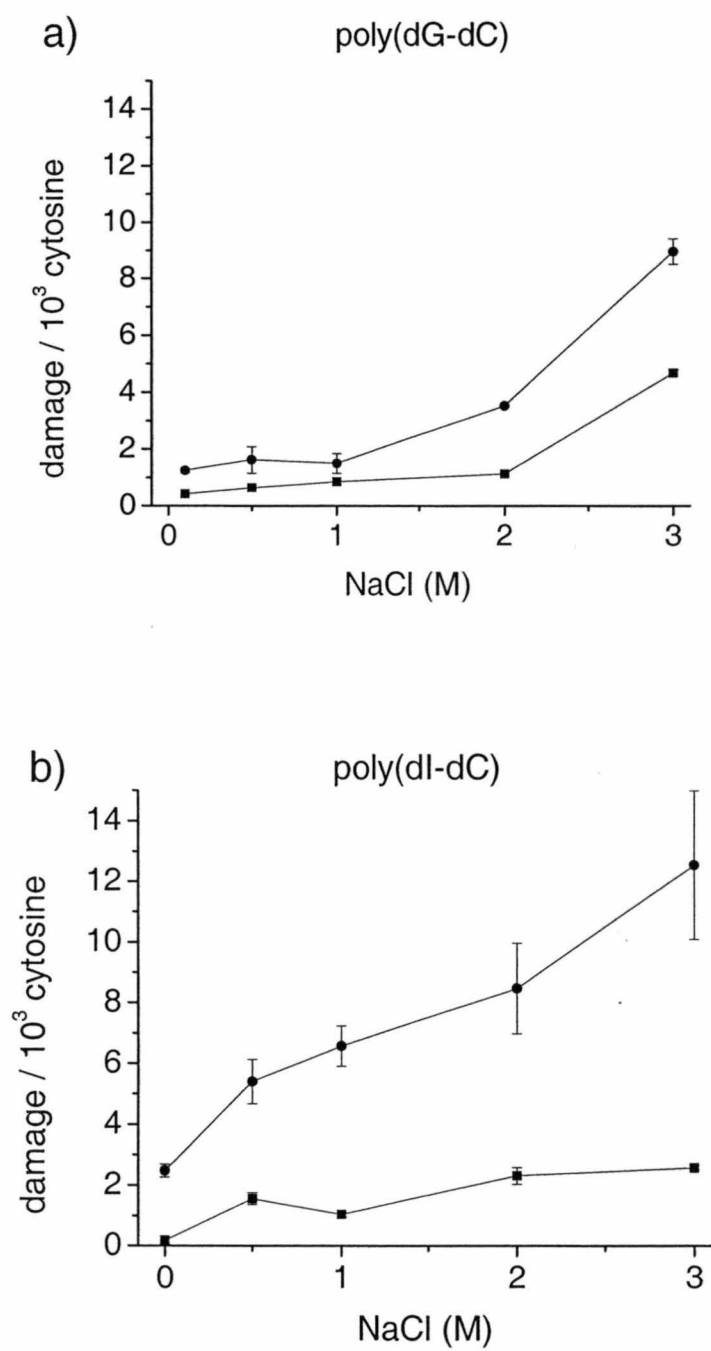 a)
poly(dG-dC)
14
12
10
8
6
4
2
0
damage / 10³ cytosine
0 1 2 3
NaCl (M)
b)
poly(dI-dC)
14
12
10
8
6
4
2
0
damage / 10³ cytosine
0 1 2 3
NaCl (M)